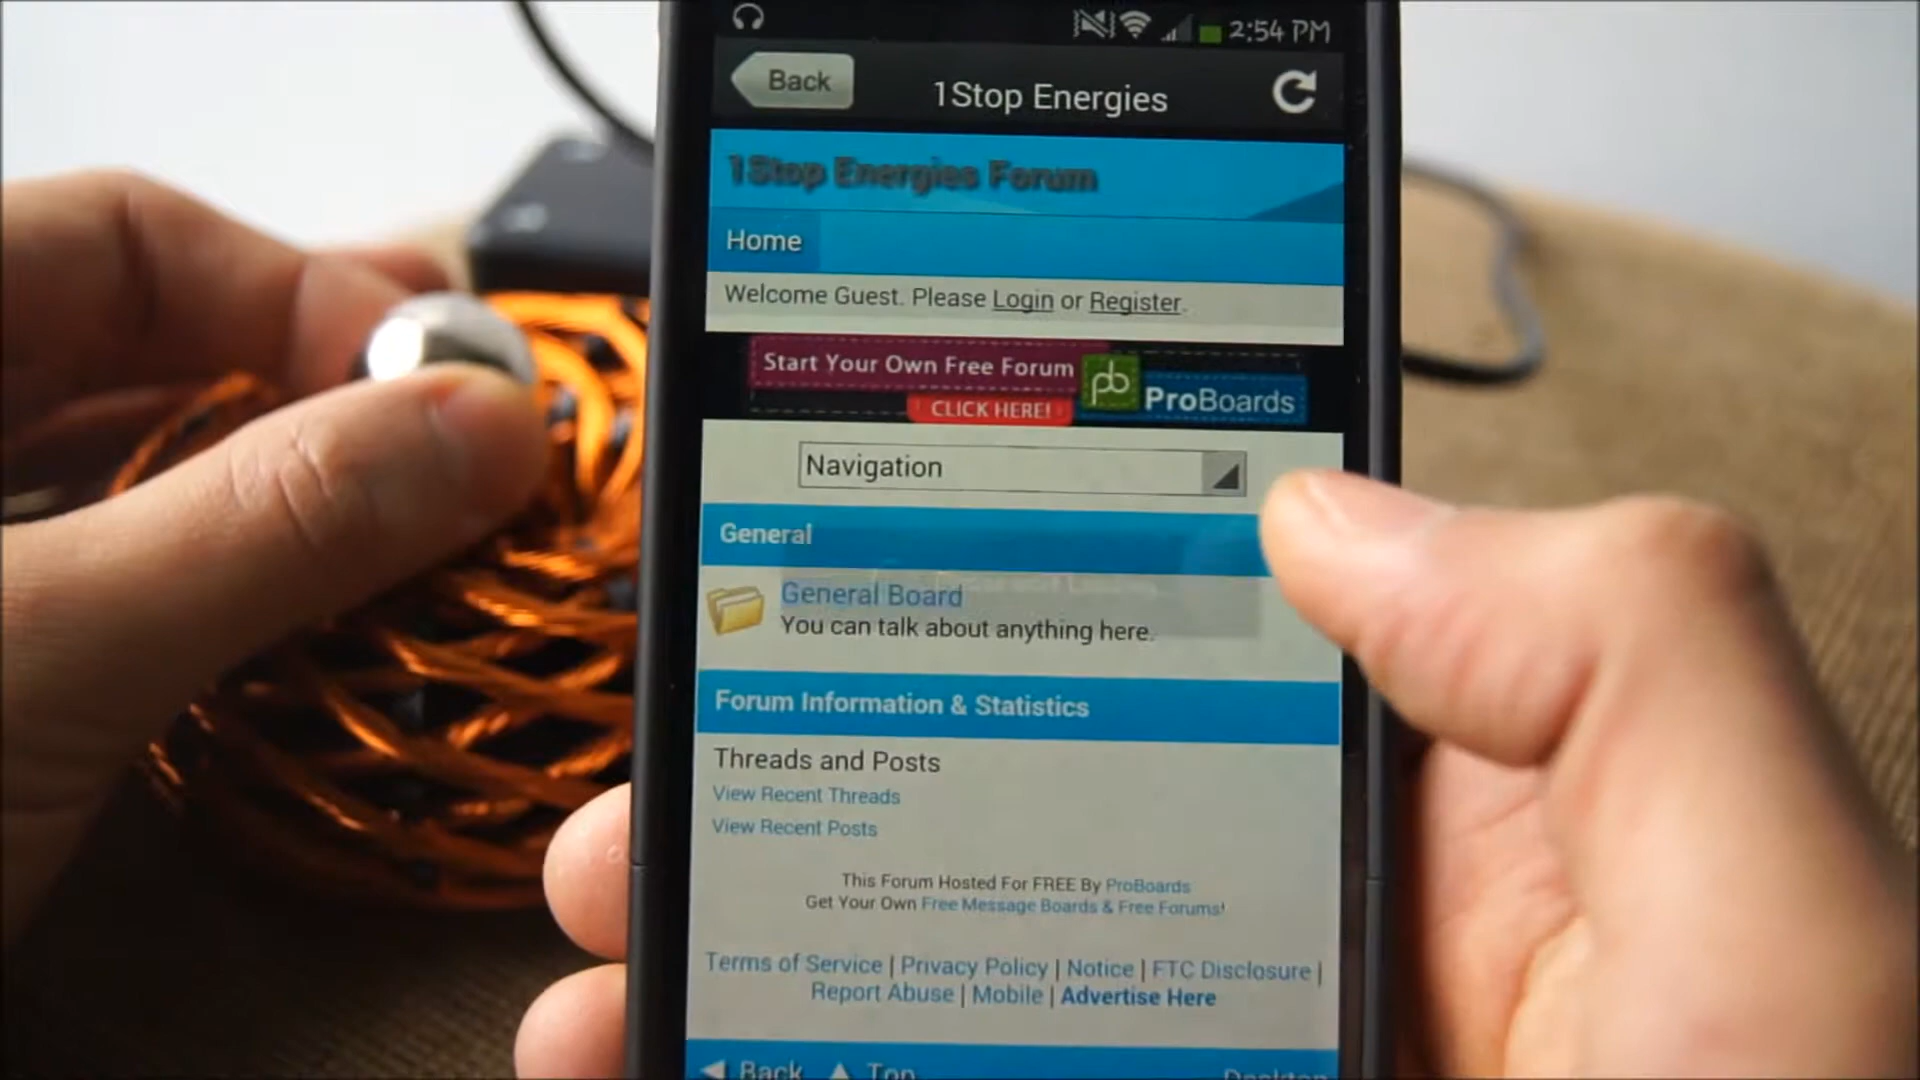 2:54 PM
Back
1Stop Energies
1Stop Energies Forum
Home
Welcome Guest. Please Login or Register.
Start Your Own Free Forum
CLICK HERE!
pb ProBoards
Navigation
General
General Board
You can talk about anything here.
Forum Information & Statistics
Threads and Posts
View Recent Threads
View Recent Posts
This Forum Hosted For FREE By ProBoards
Get Your Own Free Message Boards & Free Forums!
Terms of Service | Privacy Policy | Notice | FTC Disclosure |
Report Abuse | Mobile | Advertise Here
Back Top Desktop